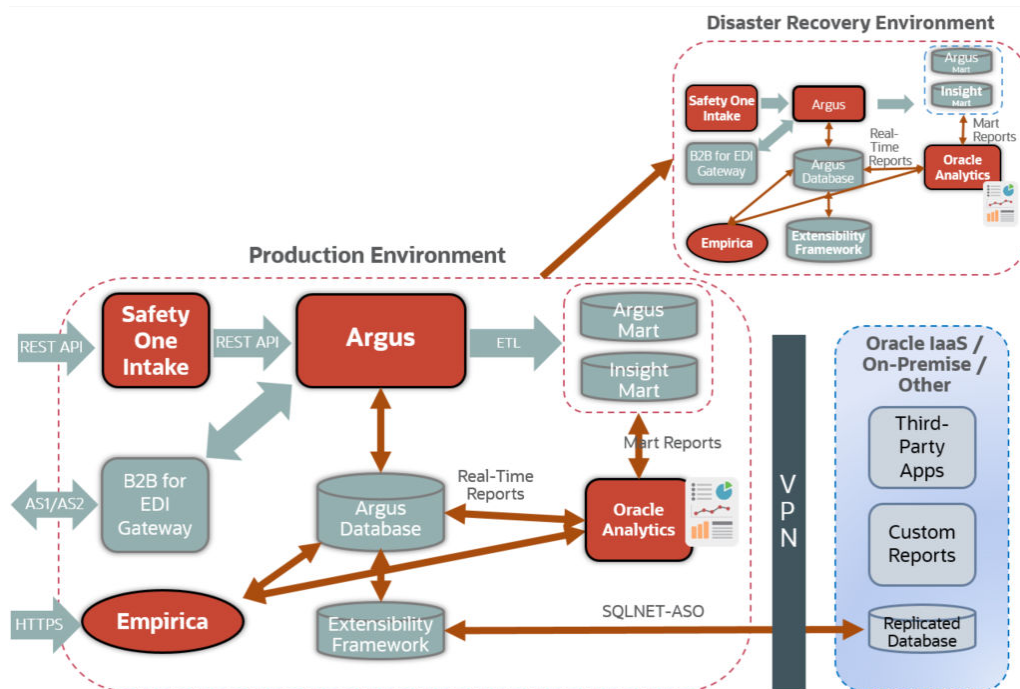 Disaster Recovery Environment
Argus
Mart
Insight
Mart
Safety One
Intake
Argus
Mart
Reports
Real-
Time
Reports
B2B for EDI
Gateway
Argus
Database
Oracle
Analytics
Empirica
Extensibility
Framework
Production Environment
REST API
Safety
One
Intake
REST API
Argus
ETL
Argus
Mart
Insight
Mart
Mart Reports
AS1/AS2
B2B for
EDI
Gateway
Argus
Database
Real-Time
Reports
Oracle
Analytics
HTTPS
Empirica
Extensibility
Framework
SQLNET-ASO
VPN
Oracle IaaS /
On-Premise /
Other
Third-
Party
Apps
Custom
Reports
Replicated
Database